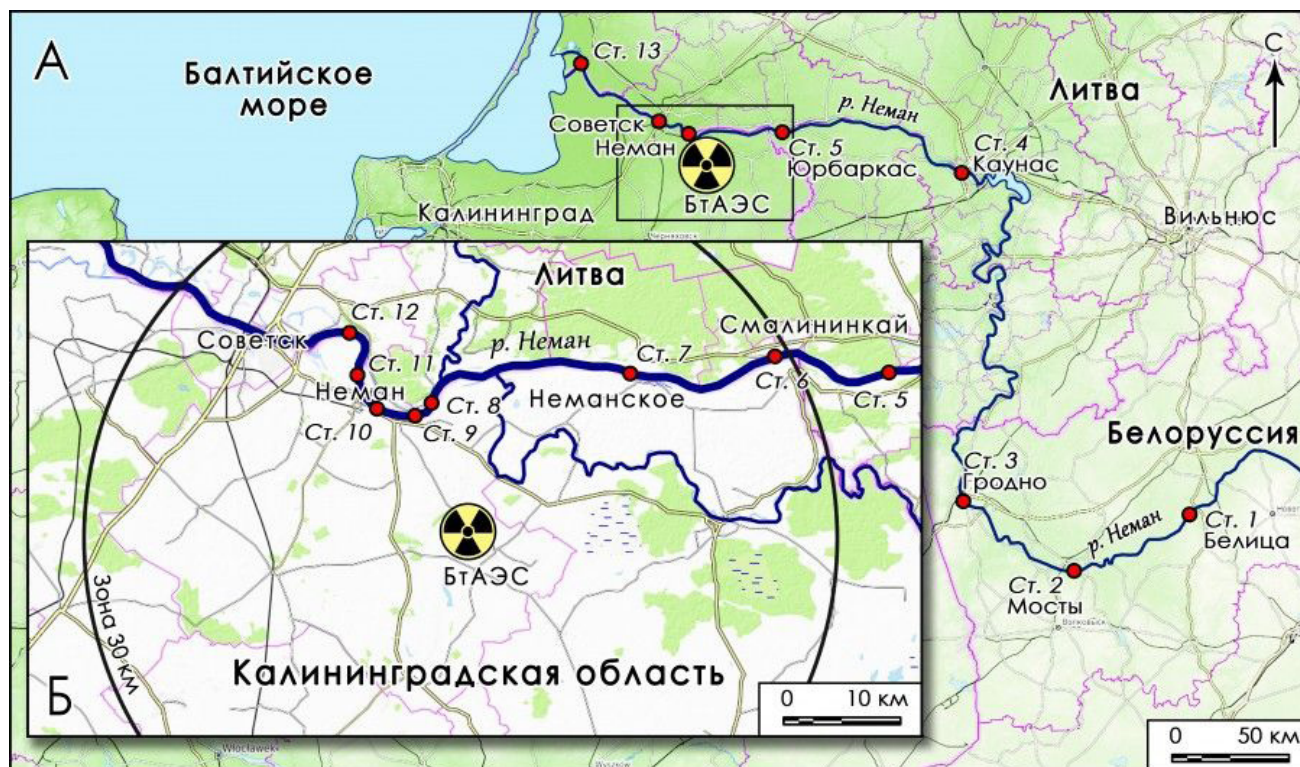 А
Балтийское
море
Ст. 13
Литва
С
Советск
Неман
р. Неман
Ст. 5
Юрбаркас
Ст. 4
Каунас
БтАЭС
Калининград
Вильнюс
Черняховск
Литва
Ст. 12
Советск
р. Неман
Смалининкай
Ст. 11
Неман
Ст. 7
Ст. 6
Неманское
Ст. 5
Ст. 8
Ст. 10
Ст. 9
БтАЭС
Зона 30 км
Калининградская область
Б
0 10 км
Белоруссия
Ст. 3
Гродно
р. Неман
Ст. 1
Белица
Ст. 2
Мосты
Волковыск
0 50 км
Włocławek